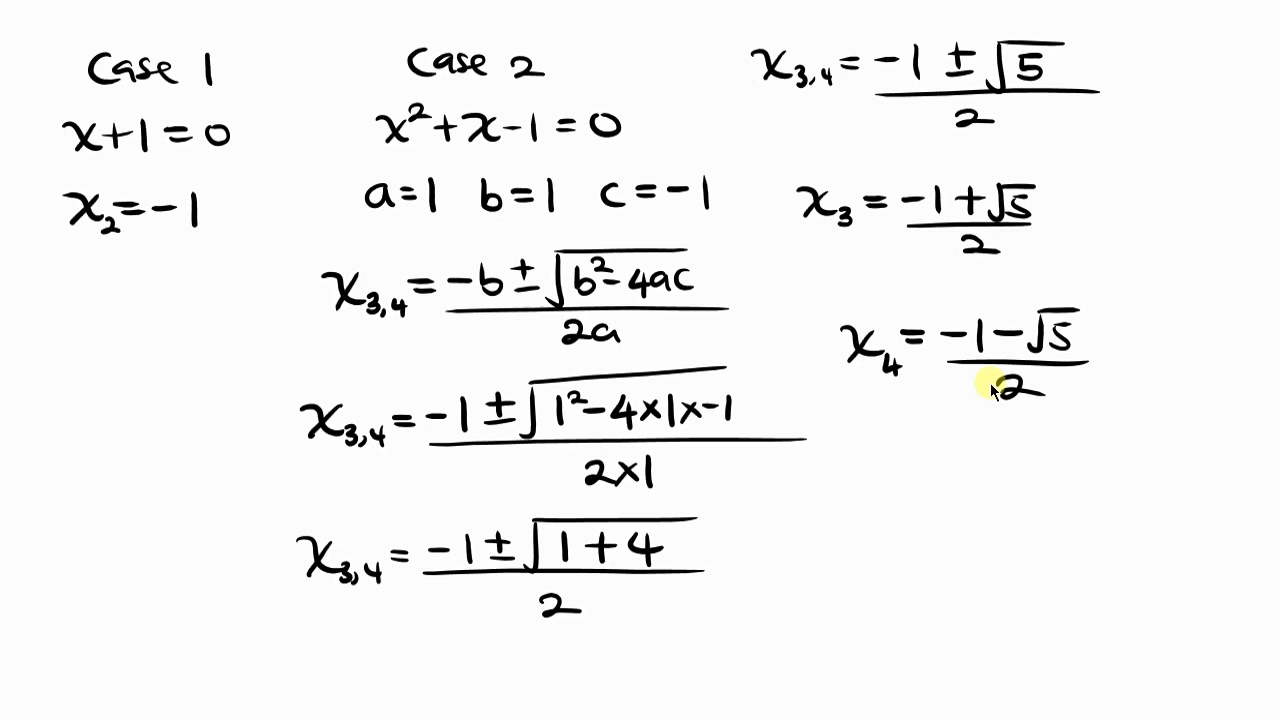 Case 1
x+1=0
x₂=-1
Case 2
x²+x-1=0
a=1 b=1 c=-1
x₃,₄ = (-b±√(b²-4ac))/2a
x₃,₄ = (-1±√(1²-4×1×-1))/2×1
x₃,₄ = (-1±√(1+4))/2
x₃,₄ = (-1±√5)/2
x₃ = (-1+√5)/2
x₄ = (-1-√5)/2